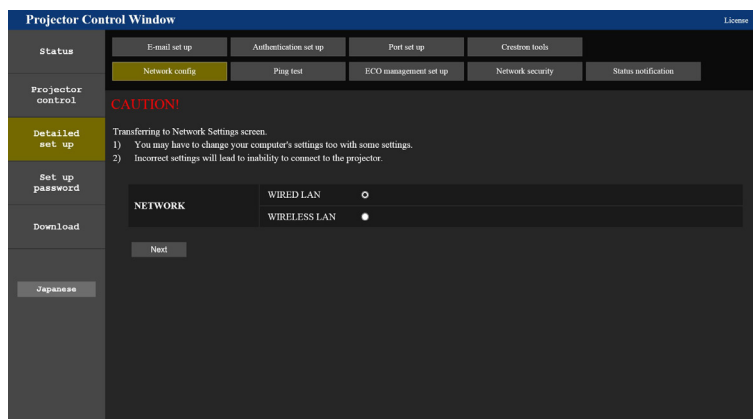 Projector Control Window
License
Status
Projector
control
Detailed
set up
Set up
password
Download
Japanese
E-mail set up
Authentication set up
Port set up
Crestron tools
Network config
Ping test
ECO management set up
Network security
Status notification
CAUTION!
Transferring to Network Settings screen.
1) You may have to change your computer's settings too with some settings.
2) Incorrect settings will lead to inability to connect to the projector.
NETWORK
WIRED LAN
WIRELESS LAN
Next